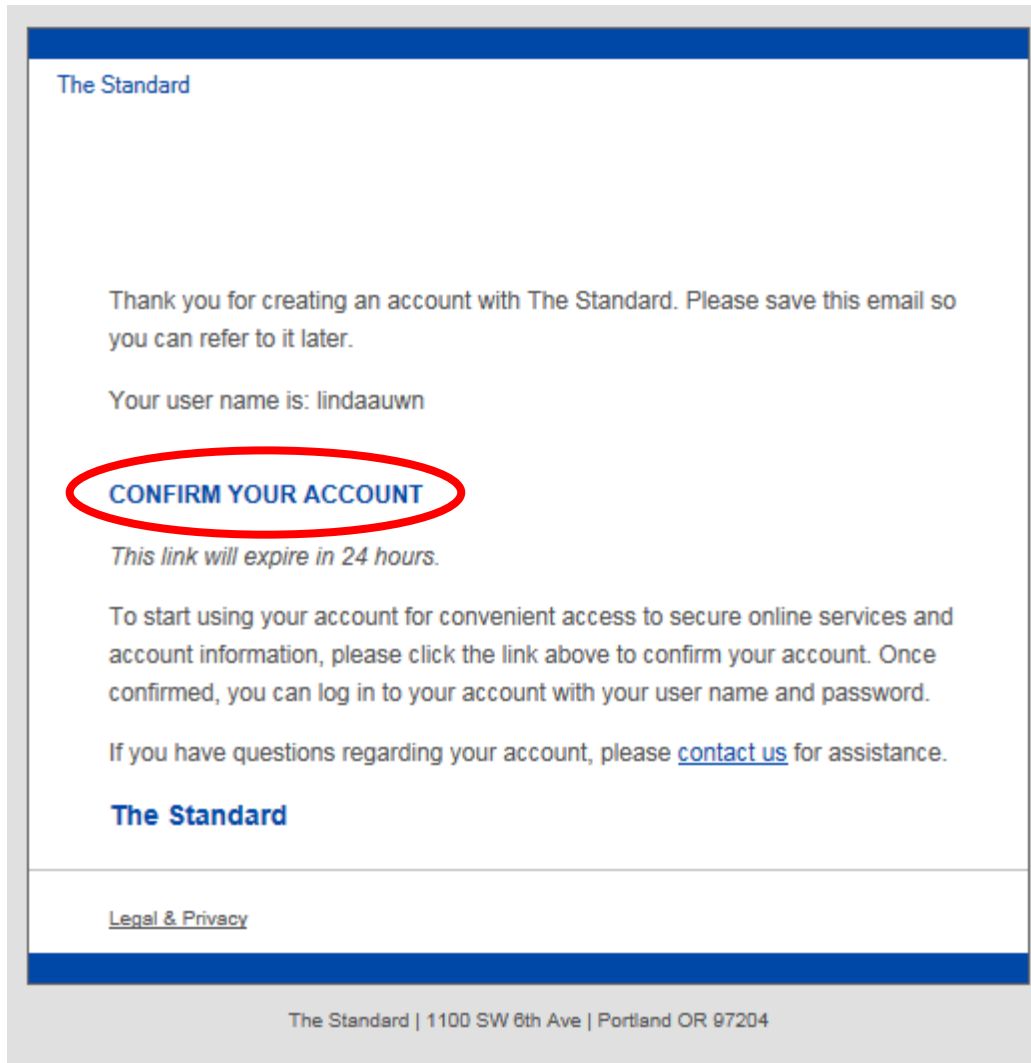 The Standard
Thank you for creating an account with The Standard. Please save this email so
you can refer to it later.
Your user name is: lindaauwn
CONFIRM YOUR ACCOUNT
This link will expire in 24 hours.
To start using your account for convenient access to secure online services and
account information, please click the link above to confirm your account. Once
confirmed, you can log in to your account with your user name and password.
If you have questions regarding your account, please contact us for assistance.
The Standard
Legal & Privacy
The Standard | 1100 SW 6th Ave | Portland OR 97204